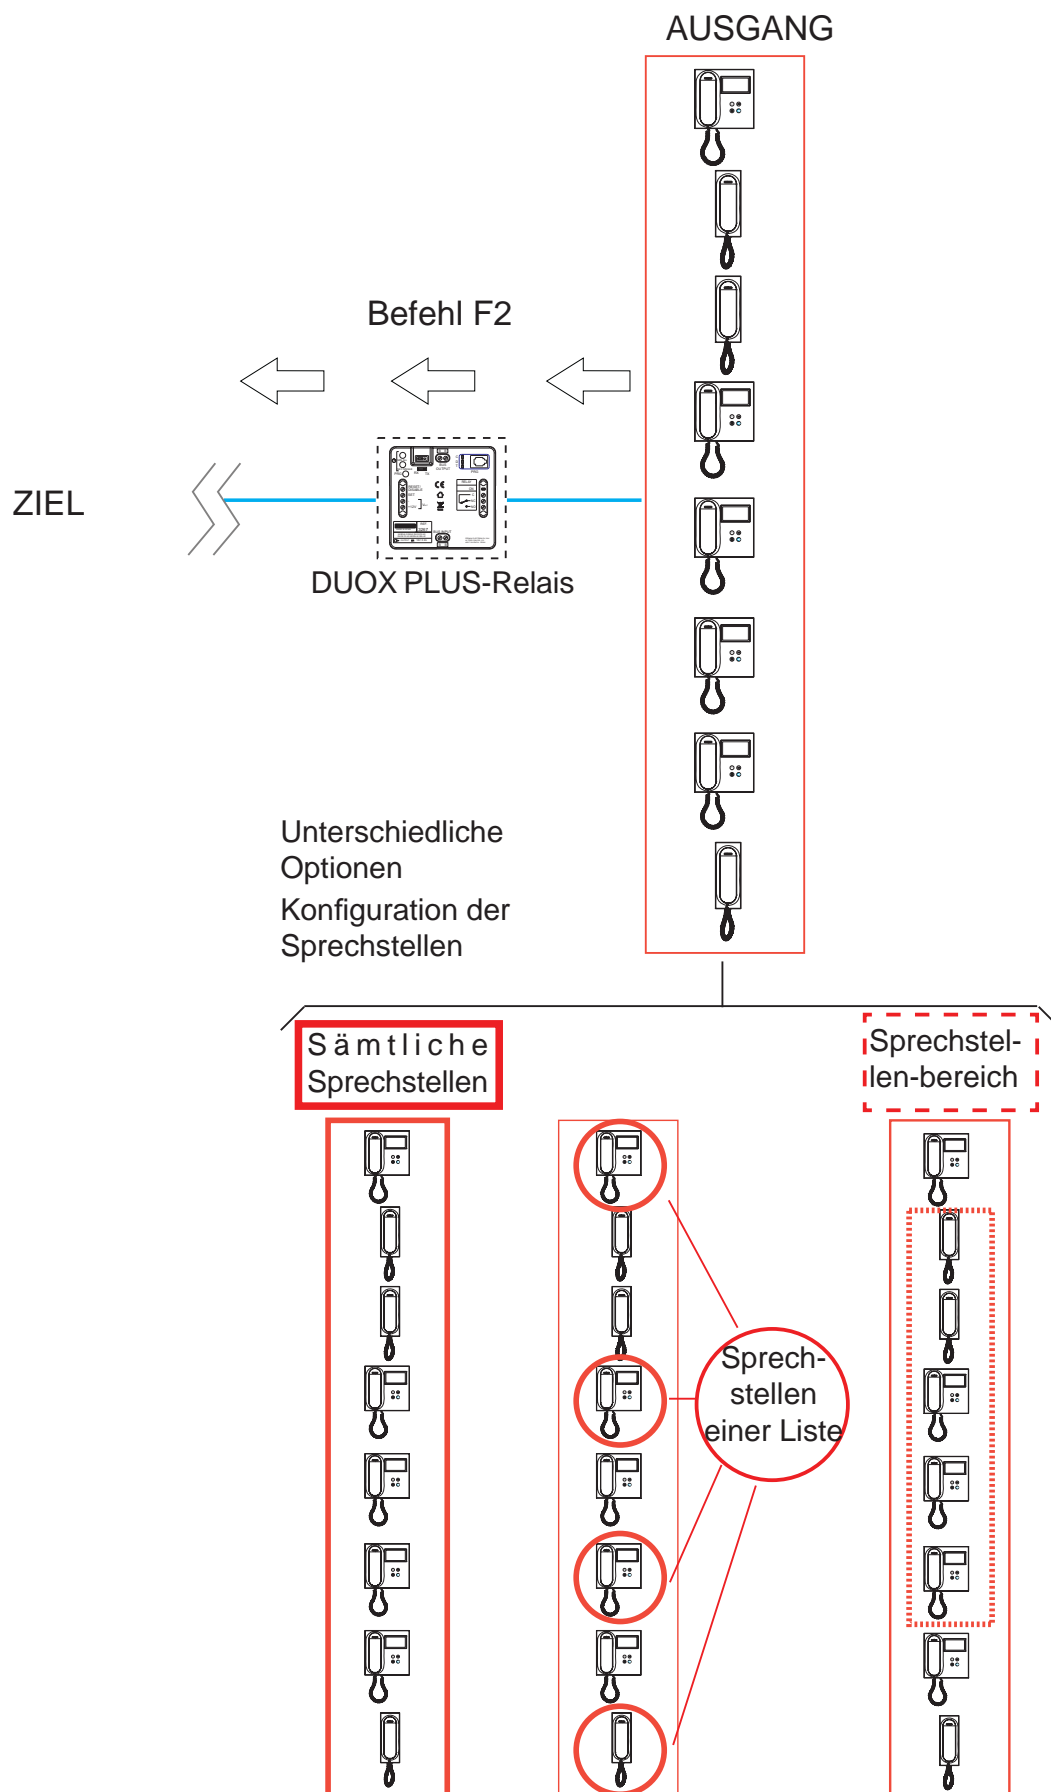 AUSGANG
Befehl F2
ZIEL
DUOX PLUS-Relais
Unterschiedliche
Optionen
Konfiguration der
Sprechstellen
Sämtliche
Sprechstellen
Sprechstel-
len-bereich
Sprech-
stellen
einer Liste